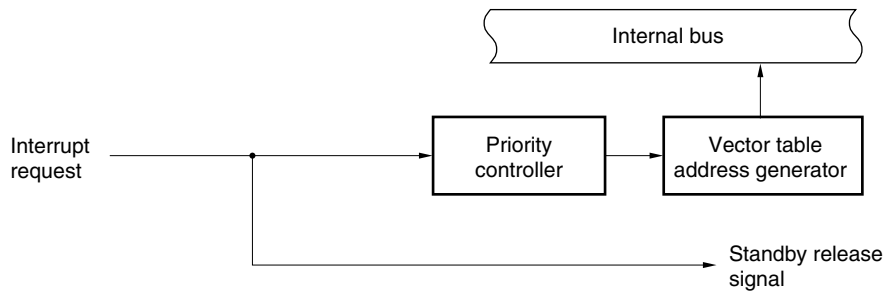 Internal bus
Interrupt
request
Priority
controller
Vector table
address generator
Standby release
signal